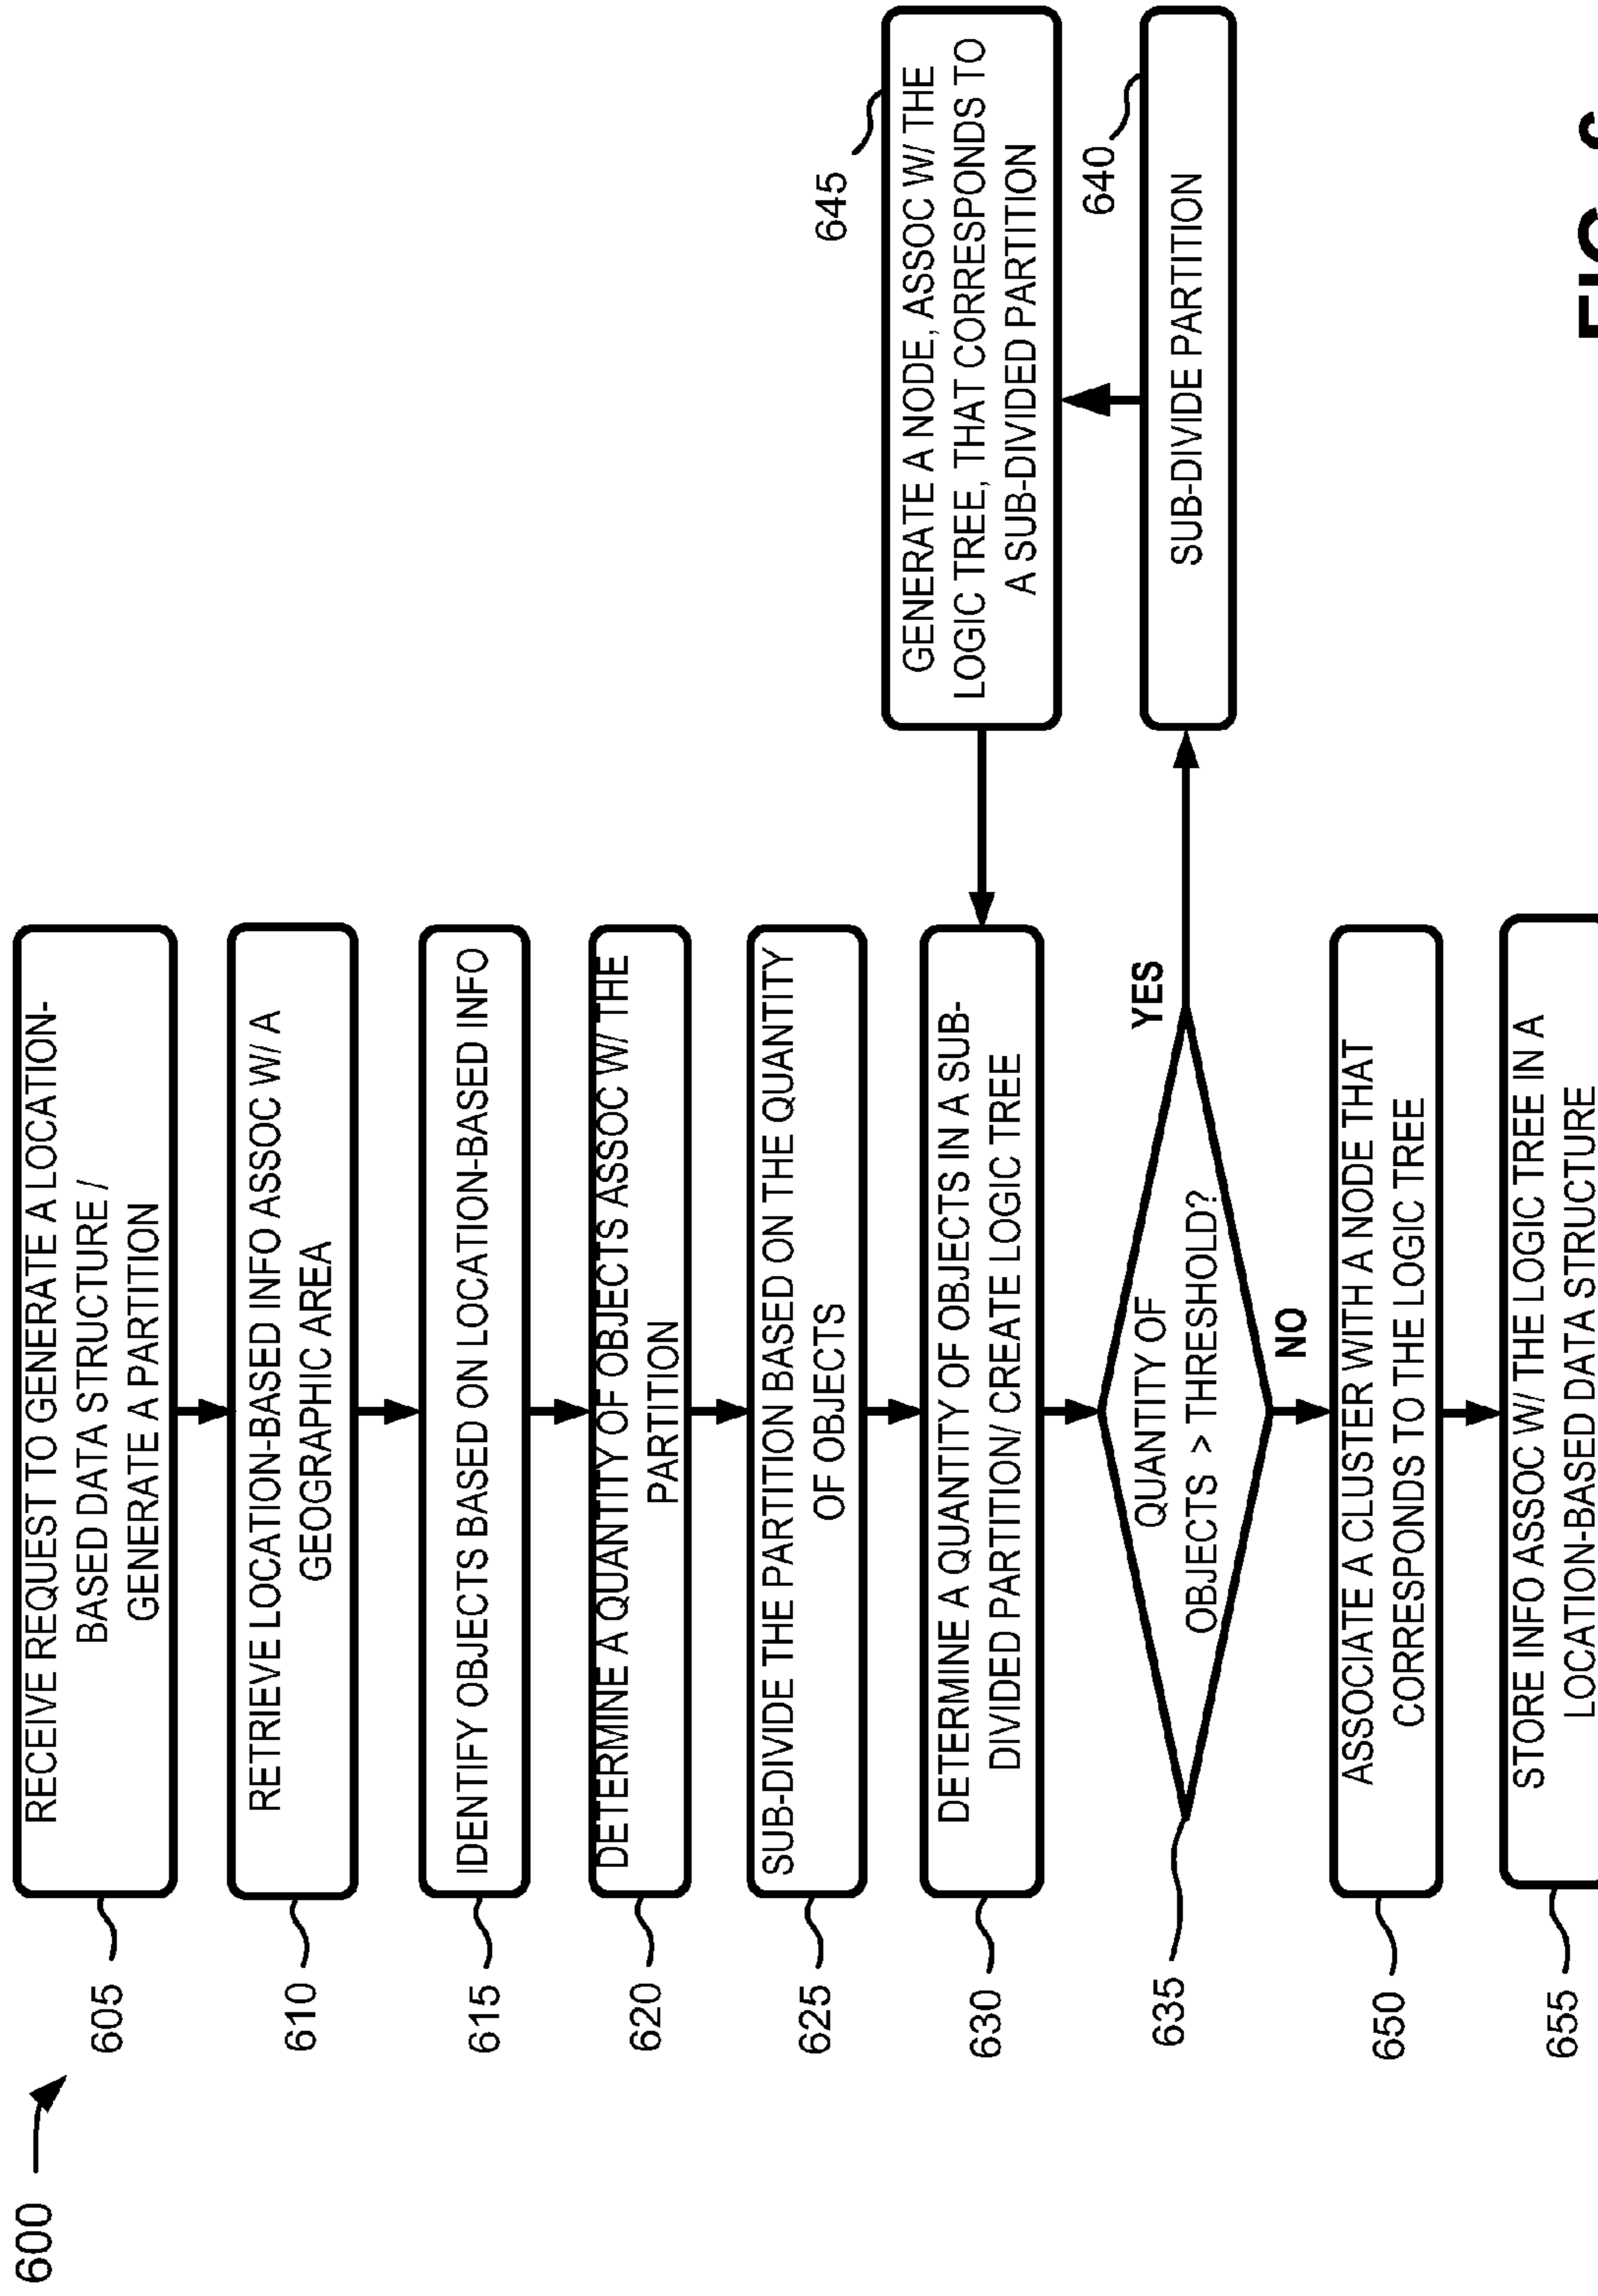 600
605
RECEIVE REQUEST TO GENERATE A LOCATION-
BASED DATA STRUCTURE /
GENERATE A PARTITION
610
RETRIEVE LOCATION-BASED INFO ASSOC W/ A
GEOGRAPHIC AREA
615
IDENTIFY OBJECTS BASED ON LOCATION-BASED INFO
620
DETERMINE A QUANTITY OF OBJECTS ASSOC W/ THE
PARTITION
625
SUB-DIVIDE THE PARTITION BASED ON THE QUANTITY
OF OBJECTS
630
DETERMINE A QUANTITY OF OBJECTS IN A SUB-
DIVIDED PARTITION/ CREATE LOGIC TREE
635
QUANTITY OF
OBJECTS > THRESHOLD?
YES
NO
640
SUB-DIVIDE PARTITION
645
GENERATE A NODE, ASSOC W/ THE
LOGIC TREE, THAT CORRESPONDS TO
A SUB-DIVIDED PARTITION
650
ASSOCIATE A CLUSTER WITH A NODE THAT
CORRESPONDS TO THE LOGIC TREE
655
STORE INFO ASSOC W/ THE LOGIC TREE IN A
LOCATION-BASED DATA STRUCTURE
FIG.